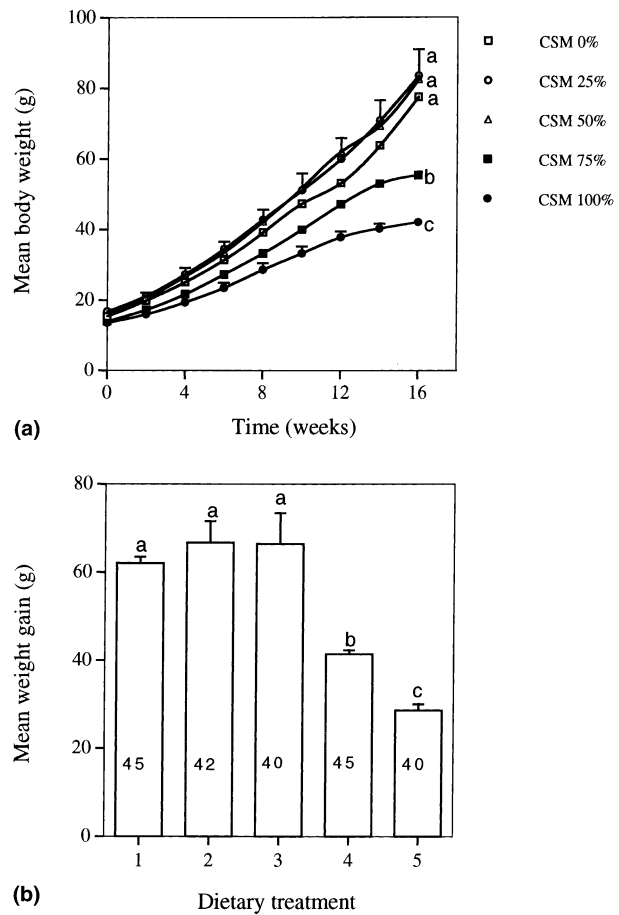 100
80
60
40
20
0
Mean body weight (g)
a
a
a
b
c
CSM 0%
CSM 25%
CSM 50%
CSM 75%
CSM 100%
0 4 8 12 16
(a)
Time (weeks)
80
60
40
20
0
Mean weight gain (g)
a
a
a
b
c
45 42 40 45 40
1 2 3 4 5
(b)
Dietary treatment